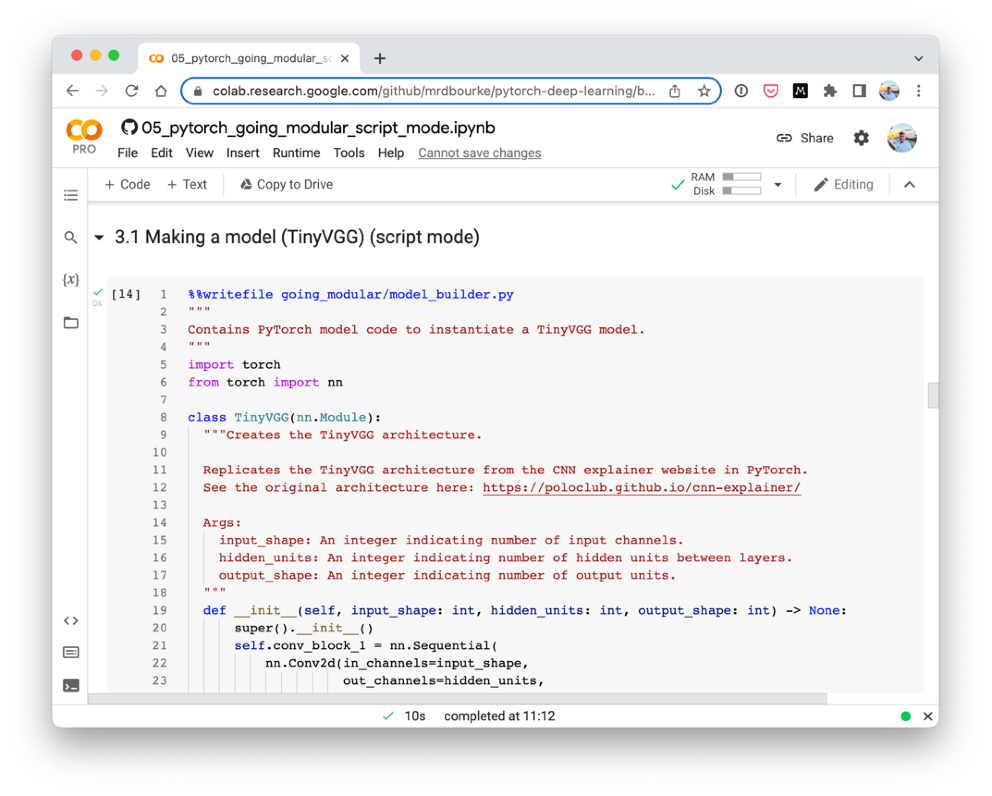 05_pytorch_going_modular_sc
colab.research.google.com/github/mrdbourke/pytorch-deep-learning/b...
M
CO
PRO
05_pytorch_going_modular_script_mode.ipynb
Share
File Edit View Insert Runtime Tools Help Cannot save changes
+ Code + Text Copy to Drive
RAM
Disk
Editing
3.1 Making a model (TinyVGG) (script mode)
{x}
0s
[14] 1 %%writefile going_modular/model_builder.py
2 """
3 Contains PyTorch model code to instantiate a TinyVGG model.
4 """
5 import torch
6 from torch import nn
7
8 class TinyVGG(nn.Module):
9 """Creates the TinyVGG architecture.
10
11 Replicates the TinyVGG architecture from the CNN explainer website in PyTorch.
12 See the original architecture here: https://poloclub.github.io/cnn-explainer/
13
14 Args:
15 input_shape: An integer indicating number of input channels.
16 hidden_units: An integer indicating number of hidden units between layers.
17 output_shape: An integer indicating number of output units.
18 """
19 def __init__(self, input_shape: int, hidden_units: int, output_shape: int) -> None:
20 super().__init__()
21 self.conv_block_1 = nn.Sequential(
22 nn.Conv2d(in_channels=input_shape,
23 out_channels=hidden_units,
10s completed at 11:12